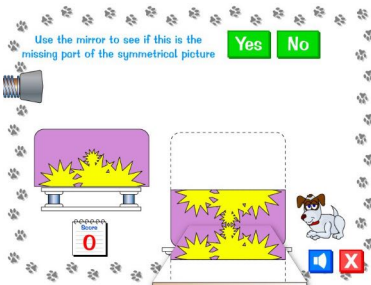 Use the mirror to see if this is the
missing part of the symmetrical picture
Yes
No
Score
0
X